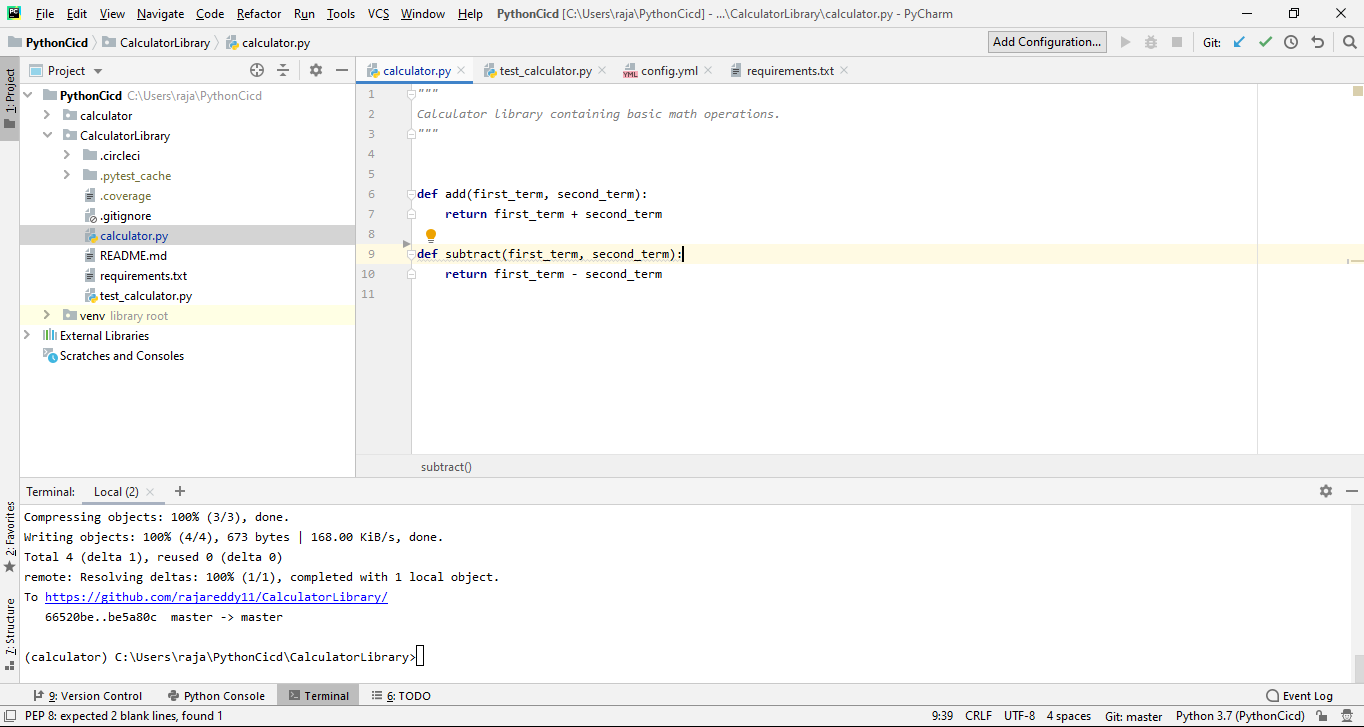 File Edit View Navigate Code Refactor Run Tools VCS Window Help PythonCicd [C:\Users\raja\PythonCicd] - ...\CalculatorLibrary\calculator.py - PyCharm
PythonCicd CalculatorLibrary calculator.py Add Configuration... Git:
Project
calculator.py test_calculator.py config.yml requirements.txt
1: Project
PythonCicd C:\Users\raja\PythonCicd
calculator
CalculatorLibrary
.circleci
.pytest_cache
.coverage
.gitignore
calculator.py
README.md
requirements.txt
test_calculator.py
venv library root
External Libraries
Scratches and Consoles
1 """
2 Calculator library containing basic math operations.
3 """
4
5
6 def add(first_term, second_term):
7     return first_term + second_term
8
9 def subtract(first_term, second_term):
10     return first_term - second_term
11
subtract()
Terminal: Local (2) +
Compressing objects: 100% (3/3), done.
Writing objects: 100% (4/4), 673 bytes | 168.00 KiB/s, done.
Total 4 (delta 1), reused 0 (delta 0)
remote: Resolving deltas: 100% (1/1), completed with 1 local object.
To https://github.com/rajareddy11/CalculatorLibrary/
   66520be..be5a80c  master -> master
(calculator) C:\Users\raja\PythonCicd\CalculatorLibrary>
2: Favorites
7: Structure
9: Version Control Python Console Terminal 6: TODO Event Log
PEP 8: expected 2 blank lines, found 1 9:39 CRLF UTF-8 4 spaces Git: master Python 3.7 (PythonCicd)